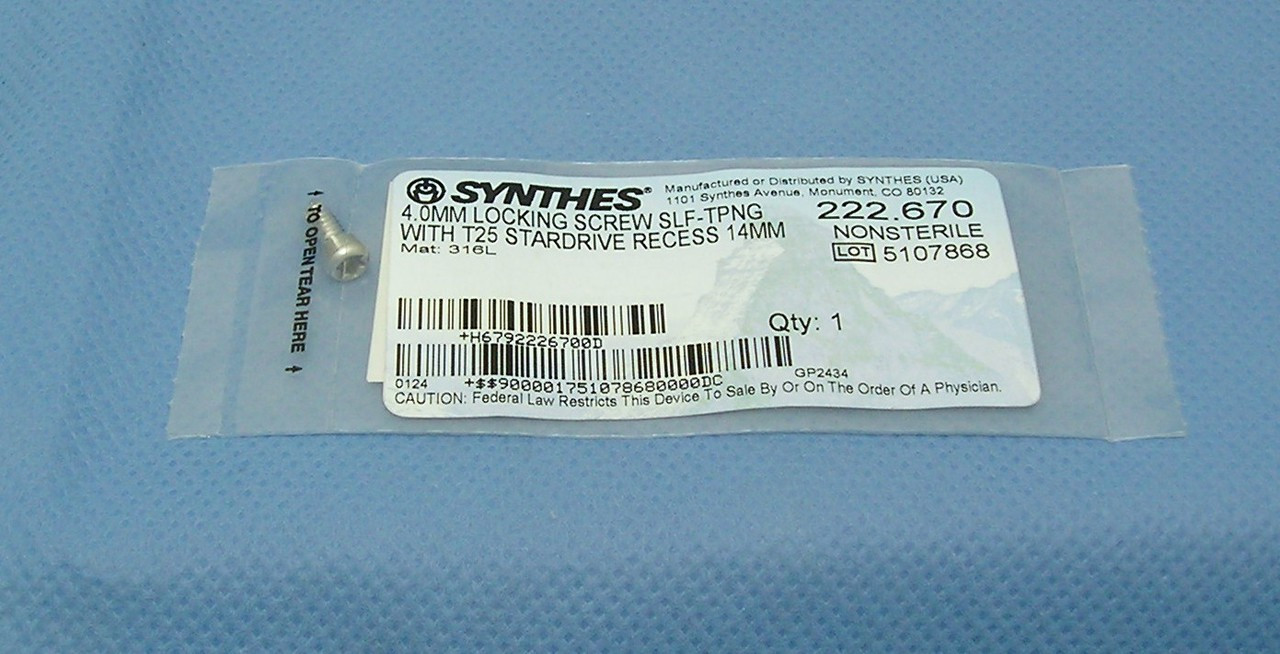 SYNTHES®
Manufactured or Distributed by SYNTHES (USA)
1101 Synthes Avenue, Monument, CO 80132
4.0MM LOCKING SCREW SLF-TPNG
WITH T25 STARDRIVE RECESS 14MM
Mat: 316L
222.670
NONSTERILE
LOT 5107868
Qty: 1
+H6792226700D
+$$900001751078680000DC
0124
GP2434
CAUTION: Federal Law Restricts This Device To Sale By Or On The Order Of A Physician.
TO OPEN TEAR HERE